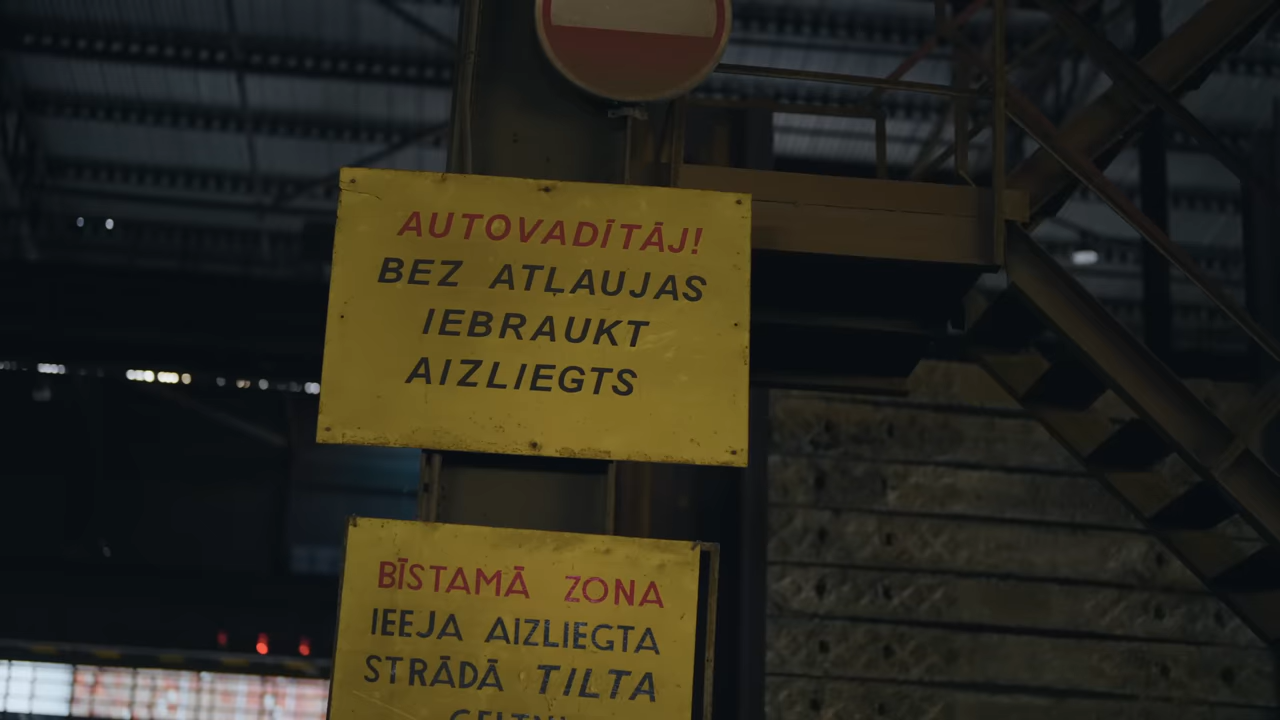 AUTOVADĪTĀJ!
BEZ ATĻAUJAS
IEBRAUKT
AIZLIEGTS
BĪSTAMĀ ZONA
IEEJA AIZLIEGTA
STRĀDĀ TILTA